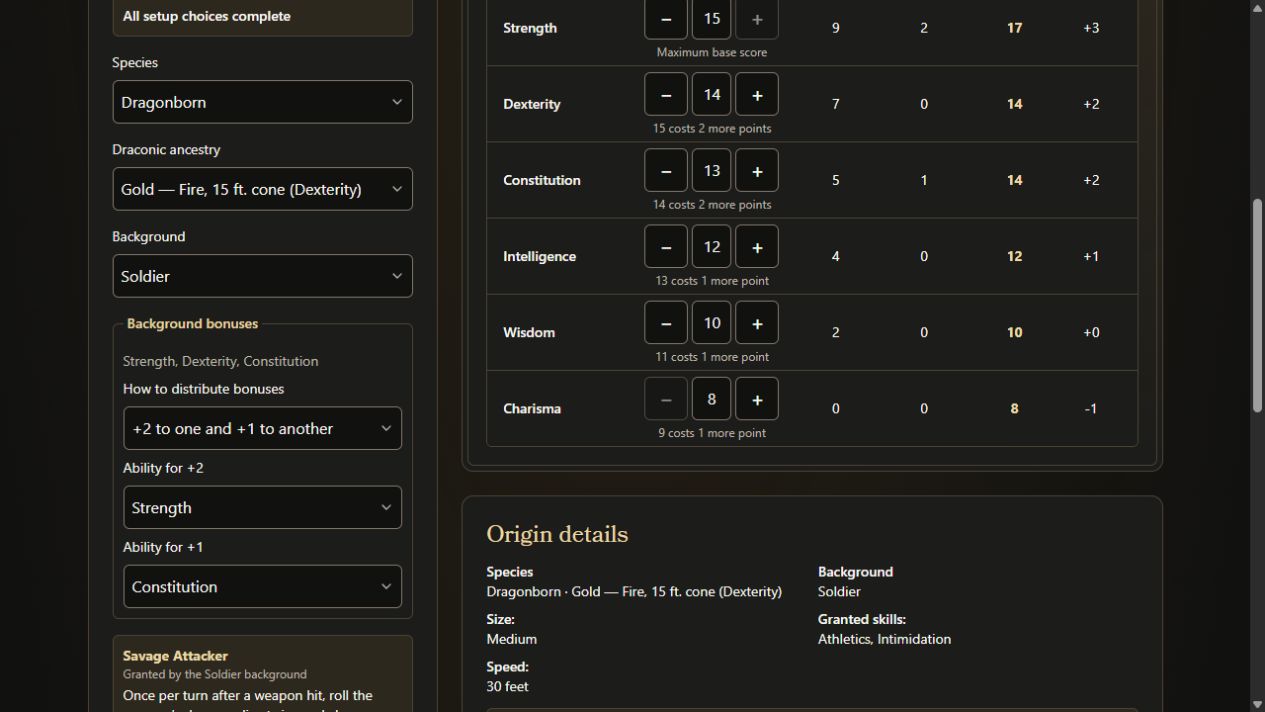 All setup choices complete
Species
Dragonborn
Draconic ancestry
Gold — Fire, 15 ft. cone (Dexterity)
Background
Soldier
Background bonuses
Strength, Dexterity, Constitution
How to distribute bonuses
+2 to one and +1 to another
Ability for +2
Strength
Ability for +1
Constitution
Savage Attacker
Granted by the Soldier background
Once per turn after a weapon hit, roll the
Strength − 15 + 9 2 17 +3
Maximum base score
Dexterity − 14 + 7 0 14 +2
15 costs 2 more points
Constitution − 13 + 5 1 14 +2
14 costs 2 more points
Intelligence − 12 + 4 0 12 +1
13 costs 1 more point
Wisdom − 10 + 2 0 10 +0
11 costs 1 more point
Charisma − 8 + 0 0 8 -1
9 costs 1 more point
Origin details
Species
Dragonborn · Gold — Fire, 15 ft. cone (Dexterity)
Size:
Medium
Speed:
30 feet
Background
Soldier
Granted skills:
Athletics, Intimidation